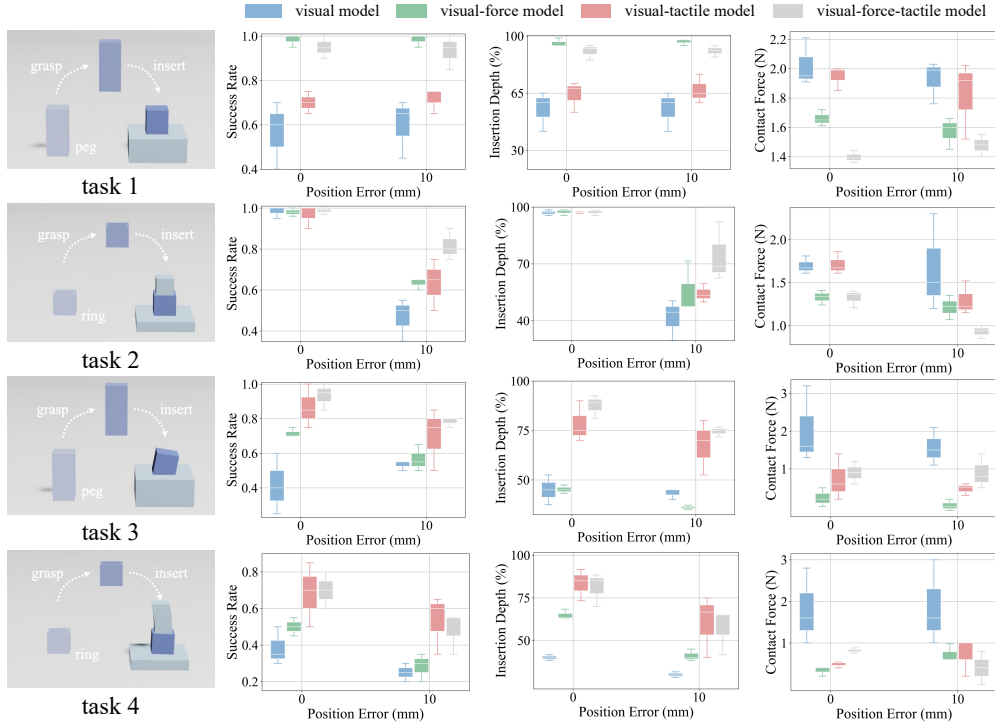 visual model visual-force model visual-tactile model visual-force-tactile model
grasp insert
peg
task 1
Success Rate
1.0
0.8
0.6
0.4
0 10
Position Error (mm)
Insertion Depth (%)
100
65
30
0 10
Position Error (mm)
Contact Force (N)
2.2
2.0
1.8
1.6
1.4
0 10
Position Error (mm)
grasp insert
ring
task 2
Success Rate
1.0
0.8
0.6
0.4
0 10
Position Error (mm)
Insertion Depth (%)
100
70
40
0 10
Position Error (mm)
Contact Force (N)
2.0
1.5
1.0
0 10
Position Error (mm)
grasp insert
peg
task 3
Success Rate
1.0
0.8
0.6
0.4
0 10
Position Error (mm)
Insertion Depth (%)
100
75
50
0 10
Position Error (mm)
Contact Force (N)
3
2
1
0
0 10
Position Error (mm)
grasp insert
ring
task 4
Success Rate
0.8
0.6
0.4
0.2
0 10
Position Error (mm)
Insertion Depth (%)
100
75
50
0 10
Position Error (mm)
Contact Force (N)
3
2
1
0
0 10
Position Error (mm)